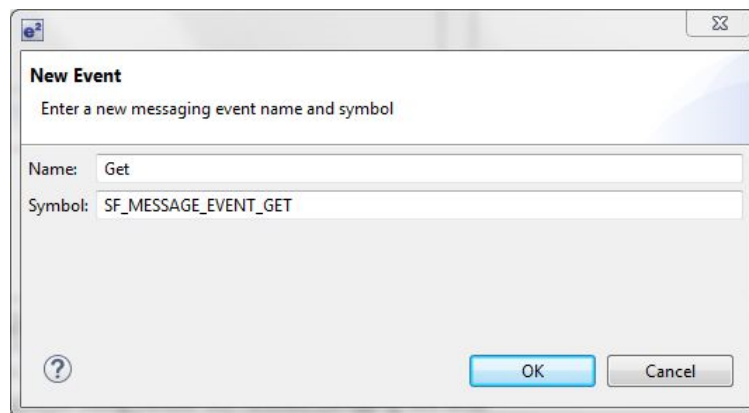 e²
New Event
Enter a new messaging event name and symbol
Name: Get
Symbol: SF_MESSAGE_EVENT_GET
?
OK Cancel